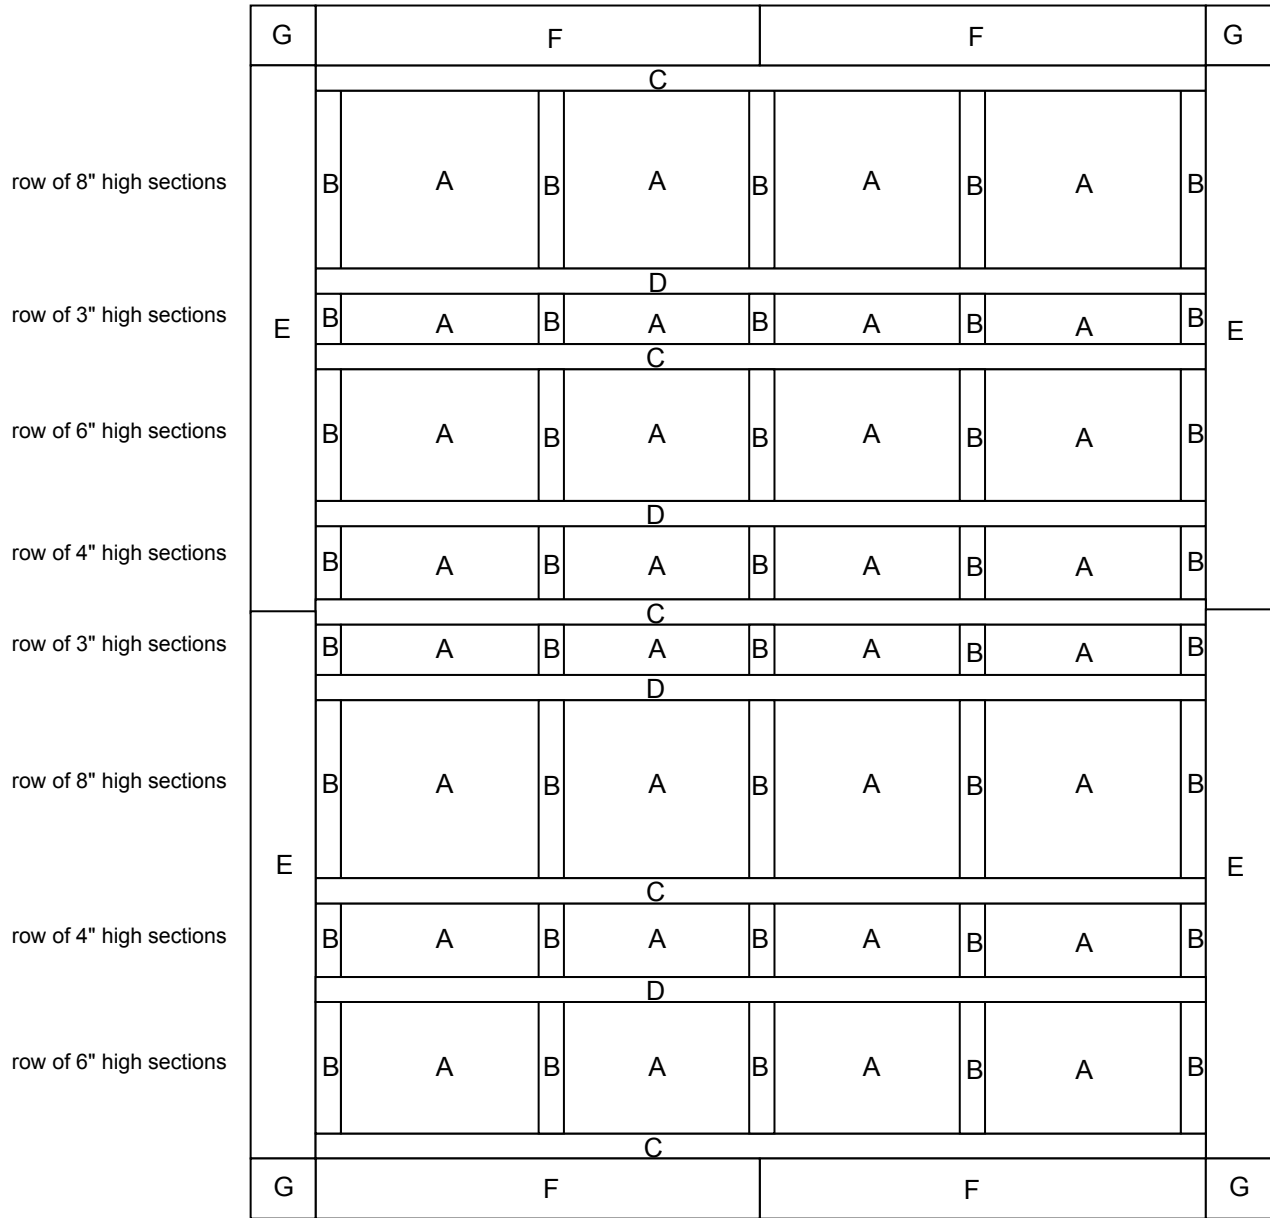 G F F G
C
row of 8" high sections B A B A B A B A B
D
row of 3" high sections B A B A B A B A B
E E
C
row of 6" high sections B A B A B A B A B
D
row of 4" high sections B A B A B A B A B
C
row of 3" high sections B A B A B A B A B
D
row of 8" high sections B A B A B A B A B
E E
C
row of 4" high sections B A B A B A B A B
D
row of 6" high sections B A B A B A B A B
C
G F F G